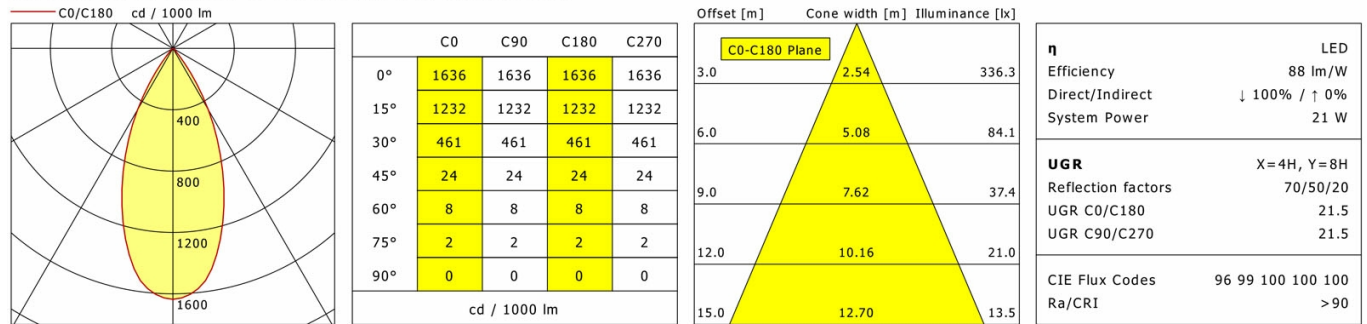 C0/C180 cd / 1000 lm
400
800
1200
1600
C0 C90 C180 C270
0° 1636 1636 1636 1636
15° 1232 1232 1232 1232
30° 461 461 461 461
45° 24 24 24 24
60° 8 8 8 8
75° 2 2 2 2
90° 0 0 0 0
cd / 1000 lm
Offset [m] Cone width [m] Illuminance [lx]
C0-C180 Plane
3.0 2.54 336.3
6.0 5.08 84.1
9.0 7.62 37.4
12.0 10.16 21.0
15.0 12.70 13.5
η LED
Efficiency 88 lm/W
Direct/Indirect ↓ 100% / ↑ 0%
System Power 21 W
UGR X=4H, Y=8H
Reflection factors 70/50/20
UGR C0/C180 21.5
UGR C90/C270 21.5
CIE Flux Codes 96 99 100 100 100
Ra/CRI >90